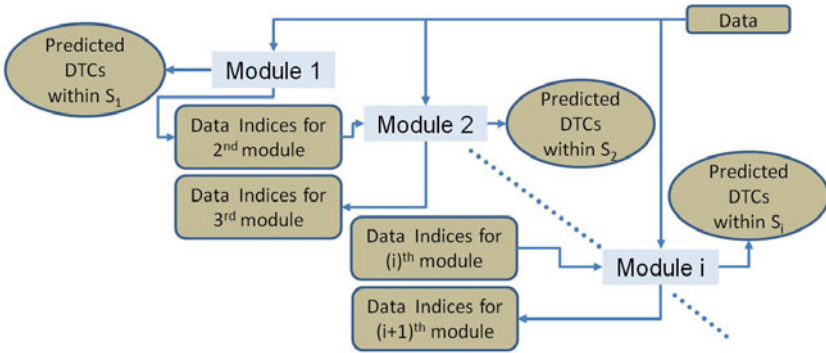 Data
Predicted
DTCs
within S₁
Module 1
Data Indices for
2ⁿᵈ module
Module 2
Predicted
DTCs
within S₂
Data Indices for
3ʳᵈ module
Predicted
DTCs
within Sᵢ
Data Indices for
(i)ᵗʰ module
Module i
Data Indices for
(i+1)ᵗʰ module